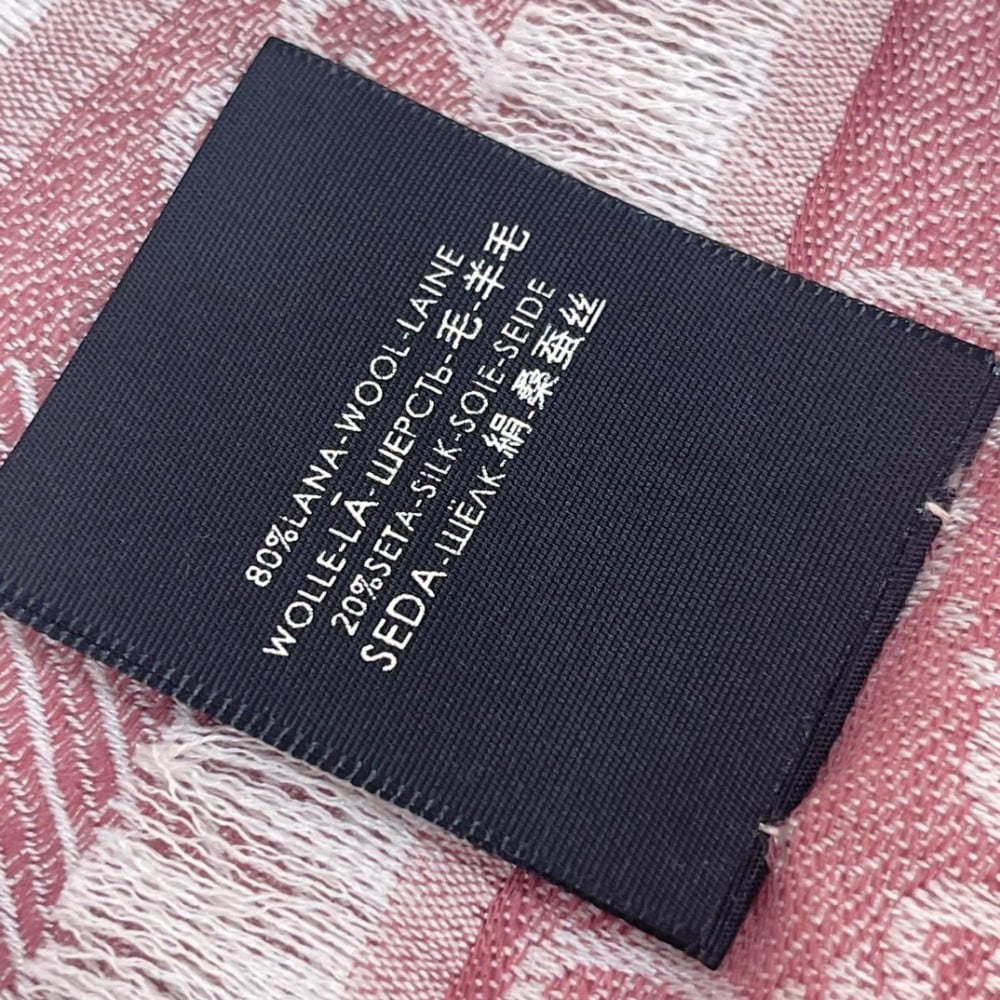 80%LANA-WOOL-LAINE
WOLLE-LĀ-ШЕРСТЬ-毛-羊毛
20%SETA-SILK-SOIE-SEIDE
SEDA-ШЁЛК-絹-桑蚕丝